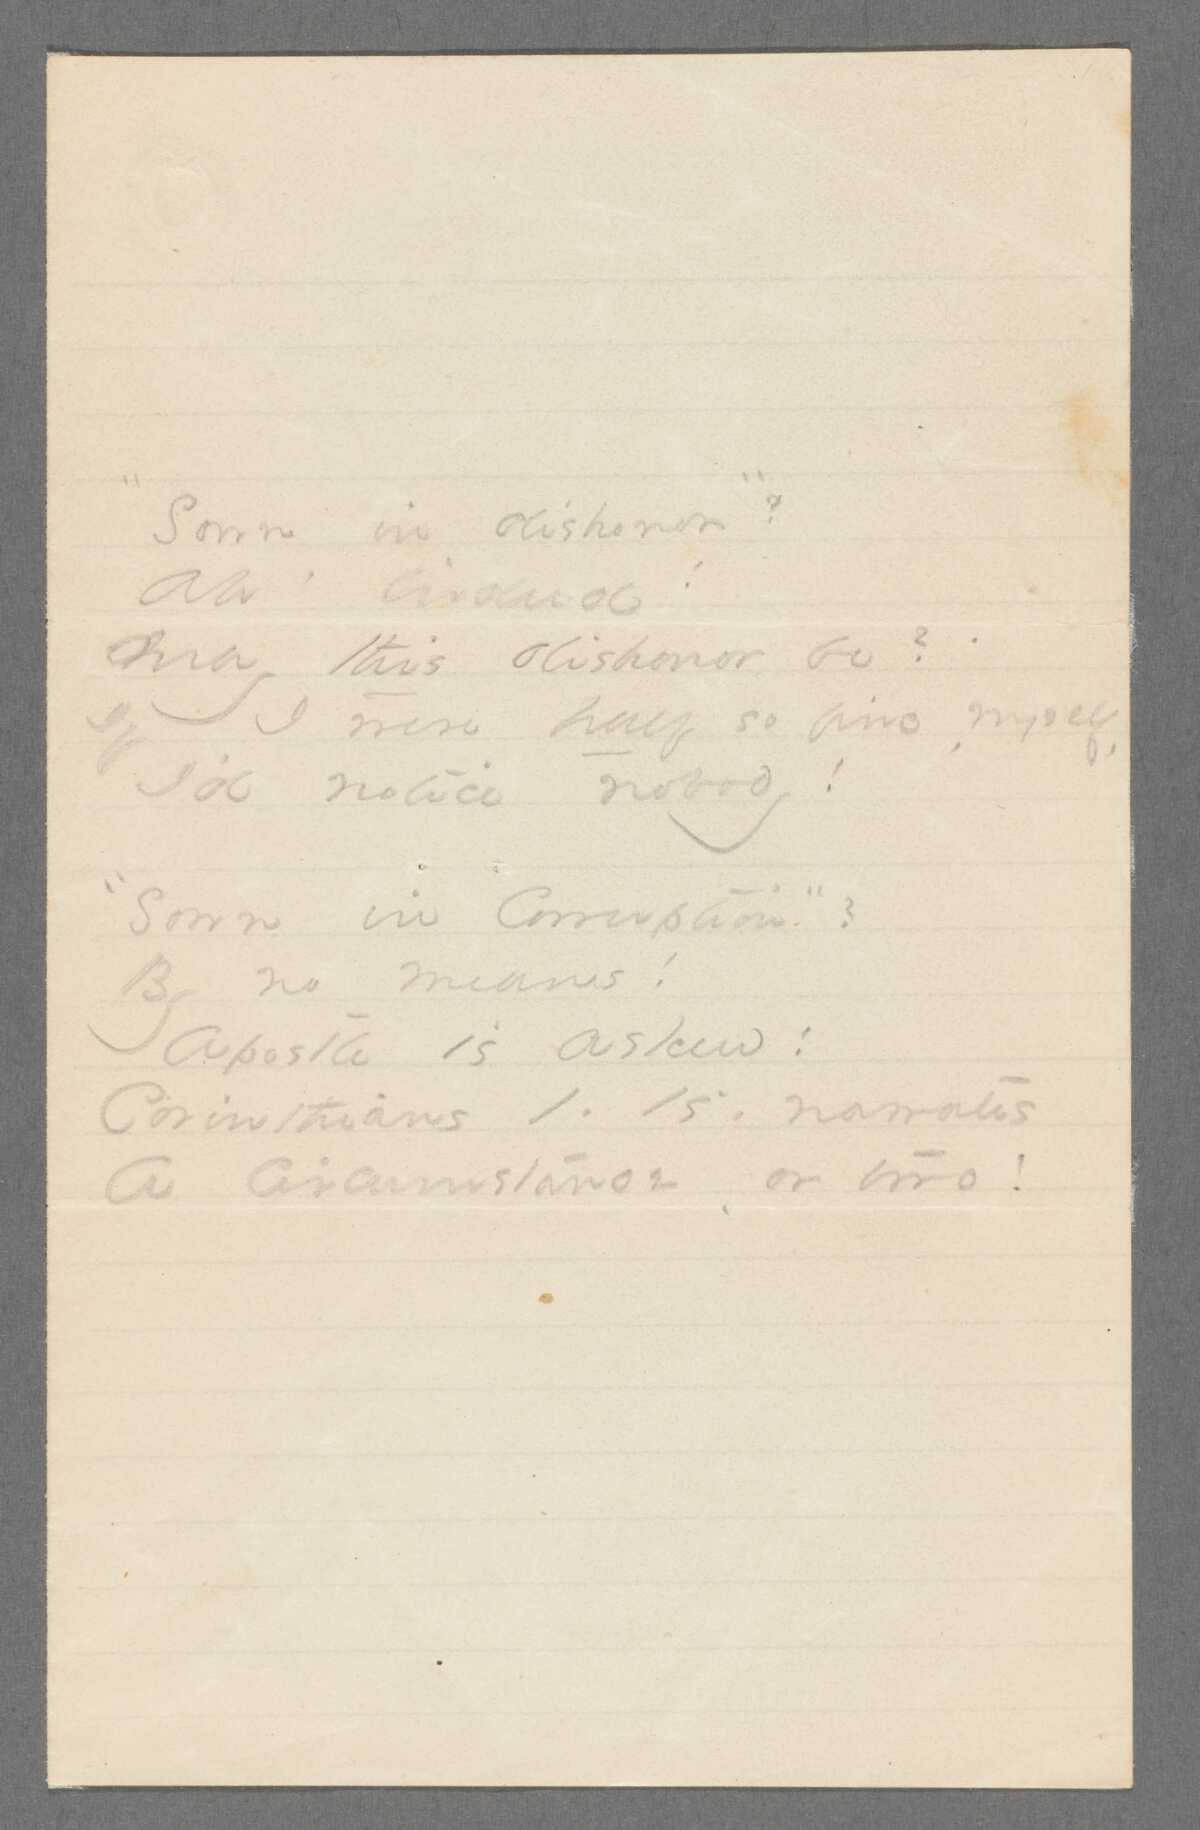 "Sown in dishonor"?
Ah! Indeed!
May this dishonor be?
If I were half so fine, myself,
I'd notice nobody!
"Sown in Corruption"?
By no means!
Apostle is askew!
Corinthians 1. 15. narrates
A Circumstance, or two!